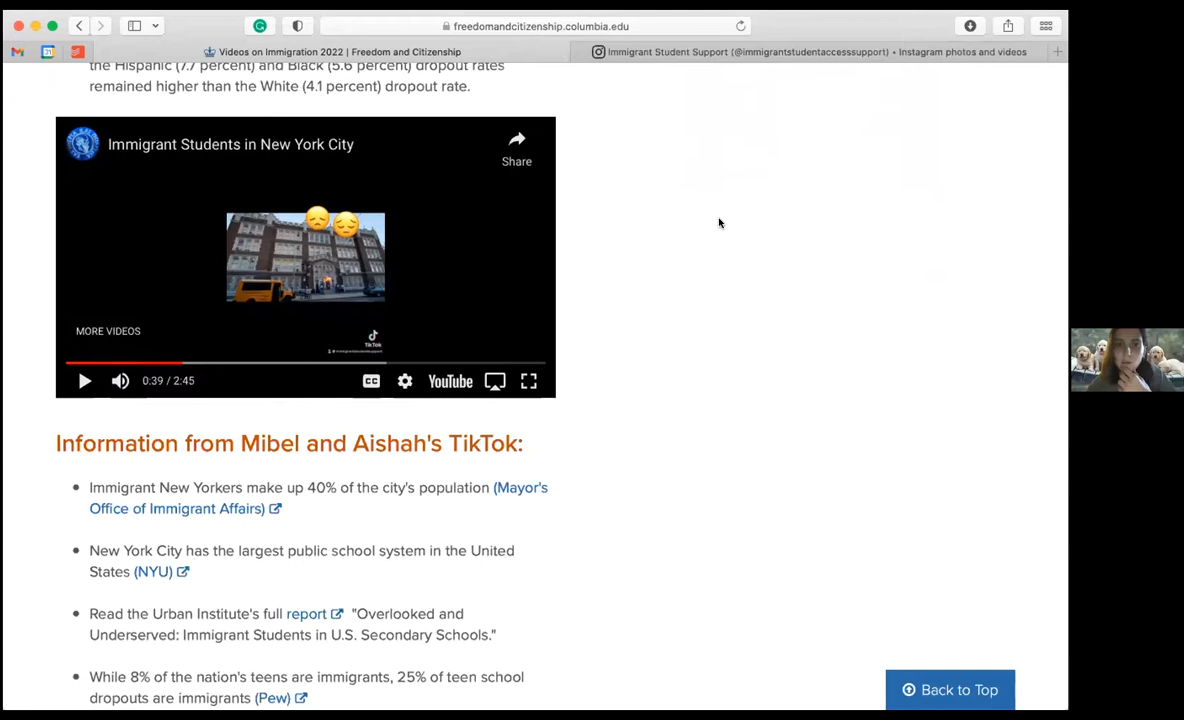 freedomandcitizenship.columbia.edu
Videos on Immigration 2022 | Freedom and Citizenship
Immigrant Student Support (@immigrantstudentaccesssupport) • Instagram photos and videos
the Hispanic (7.7 percent) and Black (5.6 percent) dropout rates
remained higher than the White (4.1 percent) dropout rate.
Immigrant Students in New York City
Share
MORE VIDEOS
TikTok
0:39 / 2:45
CC
YouTube
Information from Mibel and Aishah's TikTok:
• Immigrant New Yorkers make up 40% of the city's population (Mayor's
Office of Immigrant Affairs)
• New York City has the largest public school system in the United
States (NYU)
• Read the Urban Institute's full report "Overlooked and
Underserved: Immigrant Students in U.S. Secondary Schools."
• While 8% of the nation's teens are immigrants, 25% of teen school
dropouts are immigrants (Pew)
Back to Top